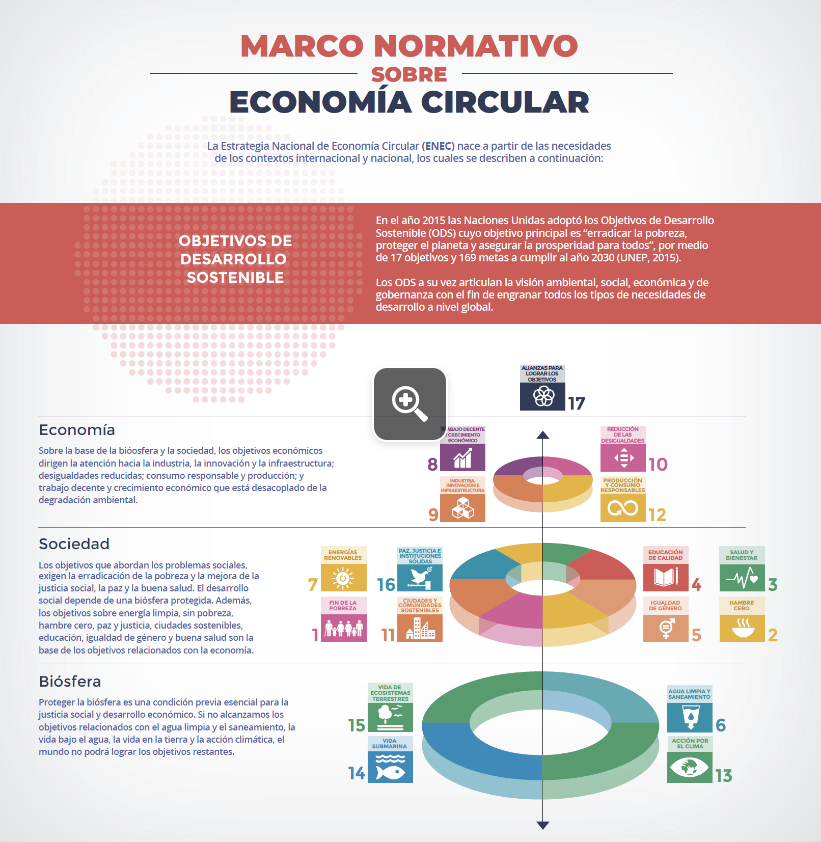 MARCO NORMATIVO
SOBRE
ECONOMÍA CIRCULAR
La Estrategia Nacional de Economía Circular (ENEC) nace a partir de las necesidades
de los contextos internacional y nacional, los cuales se describen a continuación:
OBJETIVOS DE
DESARROLLO
SOSTENIBLE
En el año 2015 las Naciones Unidas adoptó los Objetivos de Desarrollo
Sostenible (ODS) cuyo objetivo principal es “erradicar la pobreza,
proteger el planeta y asegurar la prosperidad para todos”, por medio
de 17 objetivos y 169 metas a cumplir al año 2030 (UNEP, 2015).
Los ODS a su vez articulan la visión ambiental, social, económica y de
gobernanza con el fin de engranar todos los tipos de necesidades de
desarrollo a nivel global.
ALIANZAS PARA
LOGRAR LOS
OBJETIVOS
17
Economía
Sobre la base de la bióosfera y la sociedad, los objetivos económicos
dirigen la atención hacia la industria, la innovación y la infraestructura;
desigualdades reducidas; consumo responsable y producción; y
trabajo decente y crecimiento económico que está desacoplado de la
degradación ambiental.
DECENTE
CRECIMIENTO
ECONÓMICO
8
REDUCCIÓN
DE LAS
DESIGUALDADES
10
INDUSTRIA,
INNOVACIÓN E
INFRAESTRUCTURA
9
PRODUCCIÓN
Y CONSUMO
RESPONSABLES
12
Sociedad
Los objetivos que abordan los problemas sociales,
exigen la erradicación de la pobreza y la mejora de la
justicia social, la paz y la buena salud. El desarrollo
social depende de una biósfera protegida. Además,
los objetivos sobre energía limpia, sin pobreza,
hambre cero, paz y justicia, ciudades sostenibles,
educación, igualdad de género y buena salud son la
base de los objetivos relacionados con la economía.
ENERGÍAS
RENOVABLES
7
PAZ, JUSTICIA E
INSTITUCIONES
SÓLIDAS
16
EDUCACIÓN
DE CALIDAD
4
SALUD Y
BIENESTAR
3
FIN DE LA
POBREZA
1
CIUDADES Y
COMUNIDADES
SOSTENIBLES
11
IGUALDAD
DE GÉNERO
5
HAMBRE
CERO
2
Biósfera
Proteger la biósfera es una condición previa esencial para la
justicia social y desarrollo económico. Si no alcanzamos los
objetivos relacionados con el agua limpia y el saneamiento, la
vida bajo el agua, la vida en la tierra y la acción climática, el
mundo no podrá lograr los objetivos restantes.
VIDA DE
ECOSISTEMAS
TERRESTRES
15
AGUA LIMPIA Y
SANEAMIENTO
6
VIDA
SUBMARINA
14
ACCIÓN POR
EL CLIMA
13